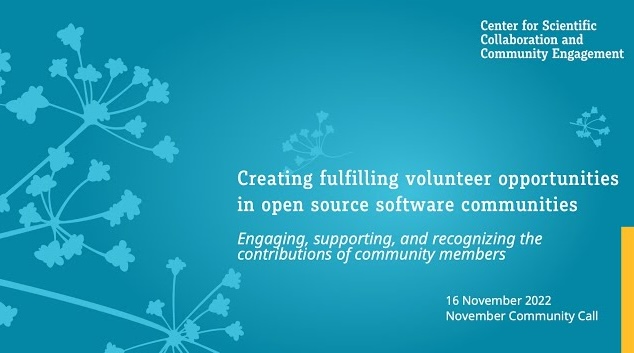 Center for Scientific
Collaboration and
Community Engagement
Creating fulfilling volunteer opportunities
in open source software communities
Engaging, supporting, and recognizing the
contributions of community members
16 November 2022
November Community Call